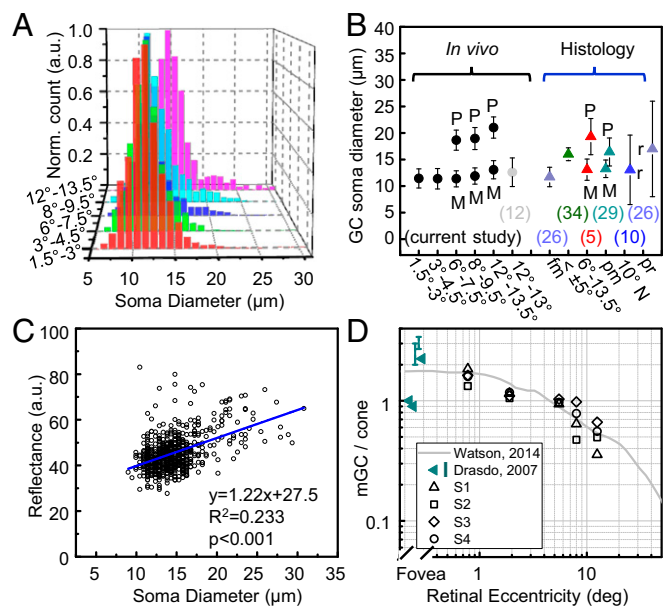 A
Norm. count (a.u.)
1.0
0.8
0.6
0.4
0.2
0
12°-13.5°
8°-9.5°
6°-7.5°
3°-4.5°
1.5°-3°
5 10 15 20 25 30
Soma Diameter (µm)
B
GC soma diameter (µm)
40
35
30
25
20
15
10
5
0
In vivo
Histology
P P P P P
M M M M M
r r
(12) (34) (29) (26)
(current study) (26) (5) (10)
1.5°-3°
3°-4.5°
6°-7.5°
8°-9.5°
12°-13.5°
12°-13°
fm
< ±5°
6°-13.5°
pm
10° N
pr
C
Reflectance (a.u.)
100
80
60
40
20
0
y=1.22x+27.5
R²=0.233
p<0.001
5 10 15 20 25 30 35
Soma Diameter (µm)
D
mGC / cone
1
0.1
Watson, 2014
Drasdo, 2007
S1
S2
S3
S4
Fovea 1 10
Retinal Eccentricity (deg)